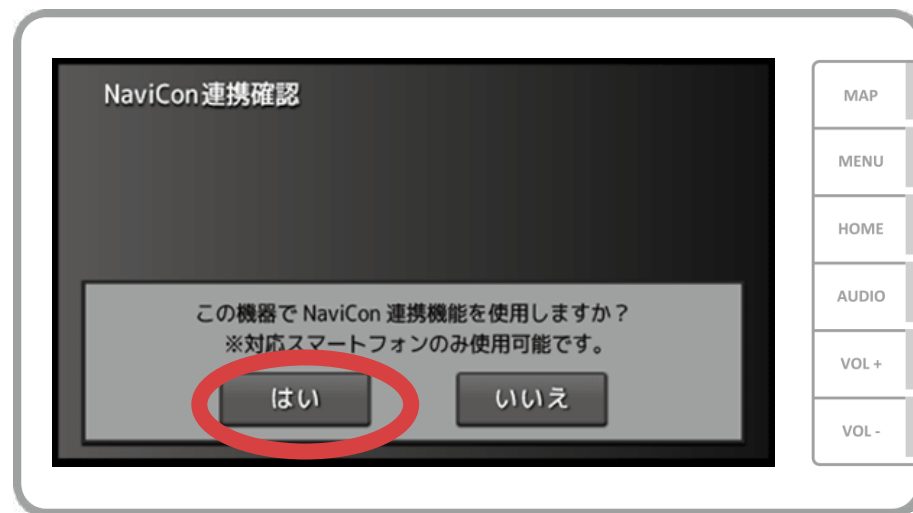 NaviCon連携確認
この機器で NaviCon 連携機能を使用しますか？
※対応スマートフォンのみ使用可能です。
はい
いいえ
MAP
MENU
HOME
AUDIO
VOL +
VOL -